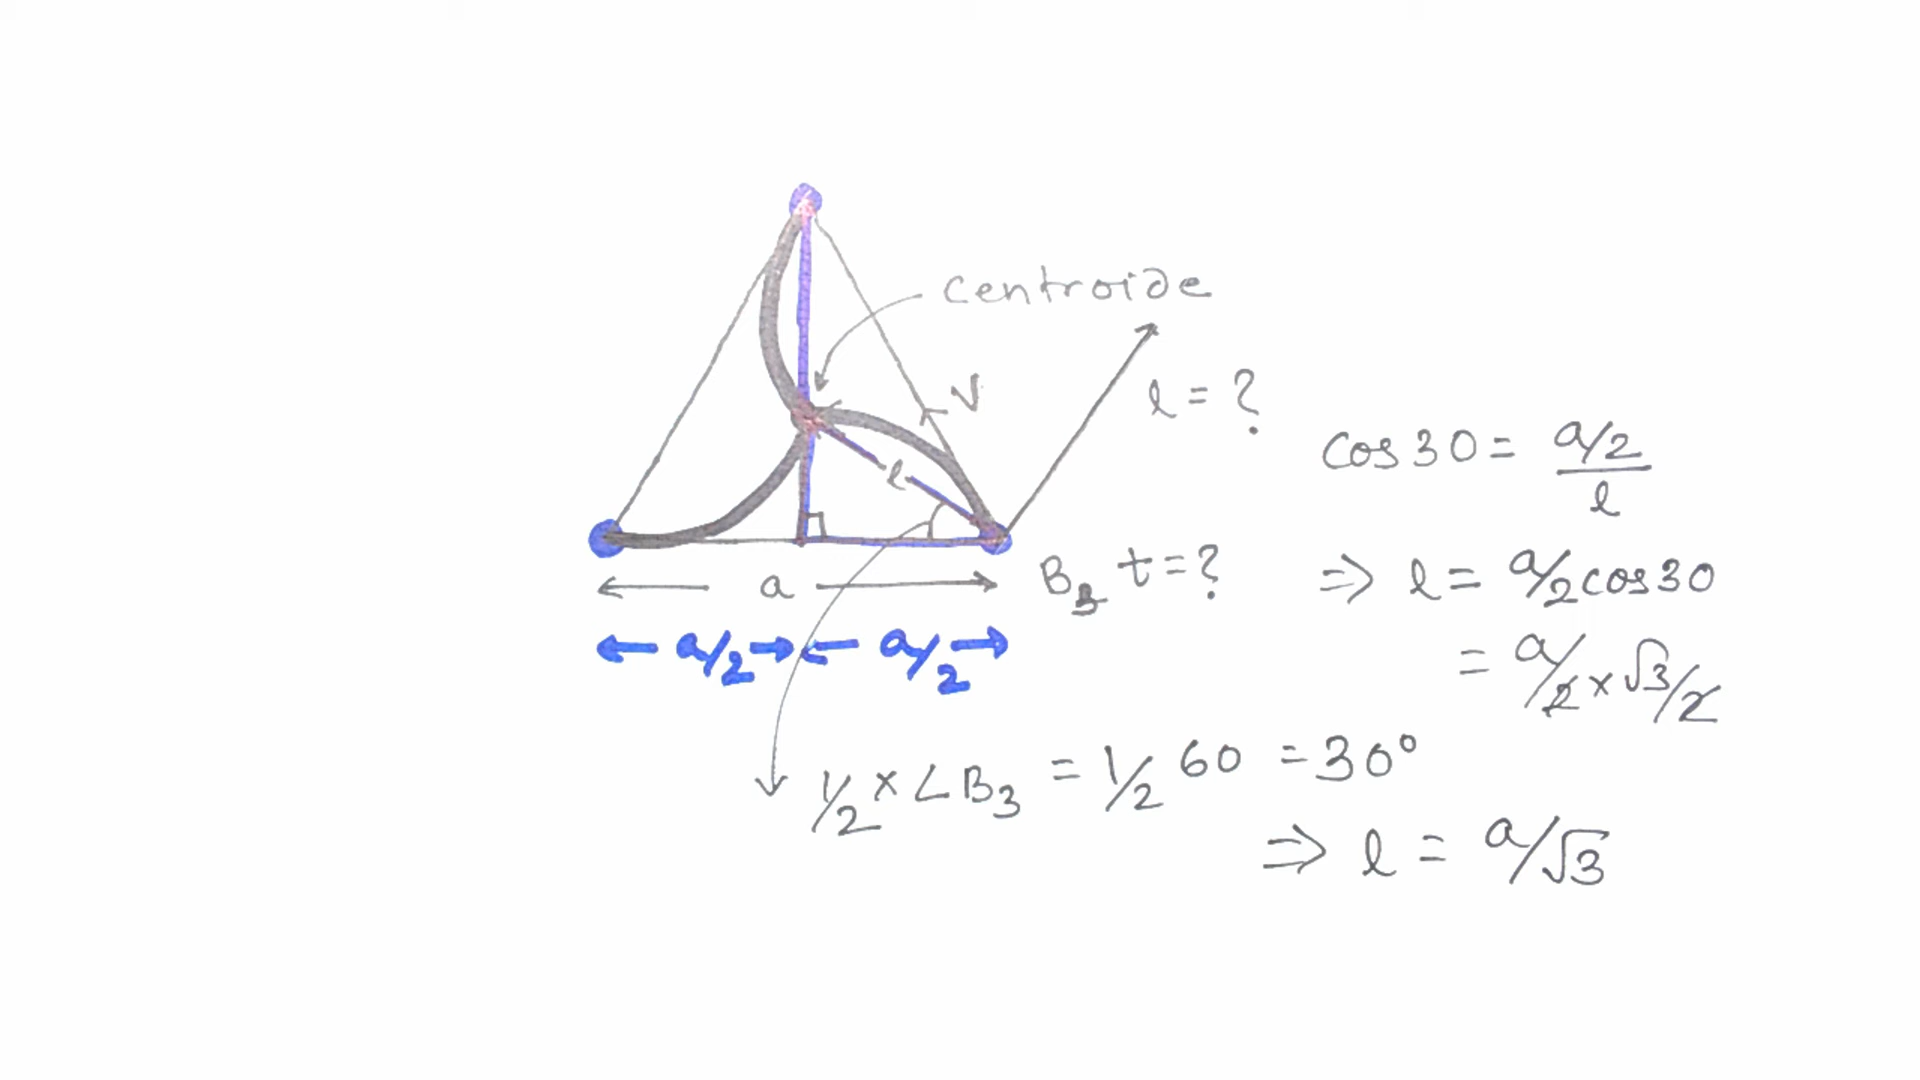 centroide
V
l = ?
l
cos 30 = a/2 / l
B3 t = ?
⇒ l = a/2 cos 30
a
a/2 a/2
= a/2 × √3/2
1/2 × ∠B3 = 1/2 60 = 30°
⇒ l = a/√3